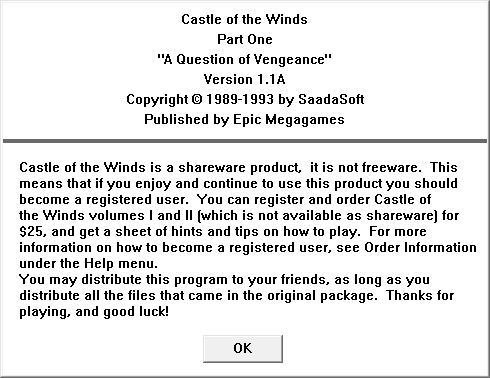 Castle of the Winds
Part One
"A Question of Vengeance"
Version 1.1A
Copyright © 1989-1993 by SaadaSoft
Published by Epic Megagames
Castle of the Winds is a shareware product,  it is not freeware.  This
means that if you enjoy and continue to use this product you should
become a registered user.  You can register and order Castle of
the Winds volumes I and II (which is not available as shareware) for
$25, and get a sheet of hints and tips on how to play.  For more
information on how to become a registered user, see Order Information
under the Help menu.
You may distribute this program to your friends, as long as you
distribute all the files that came in the original package.  Thanks for
playing, and good luck!
OK